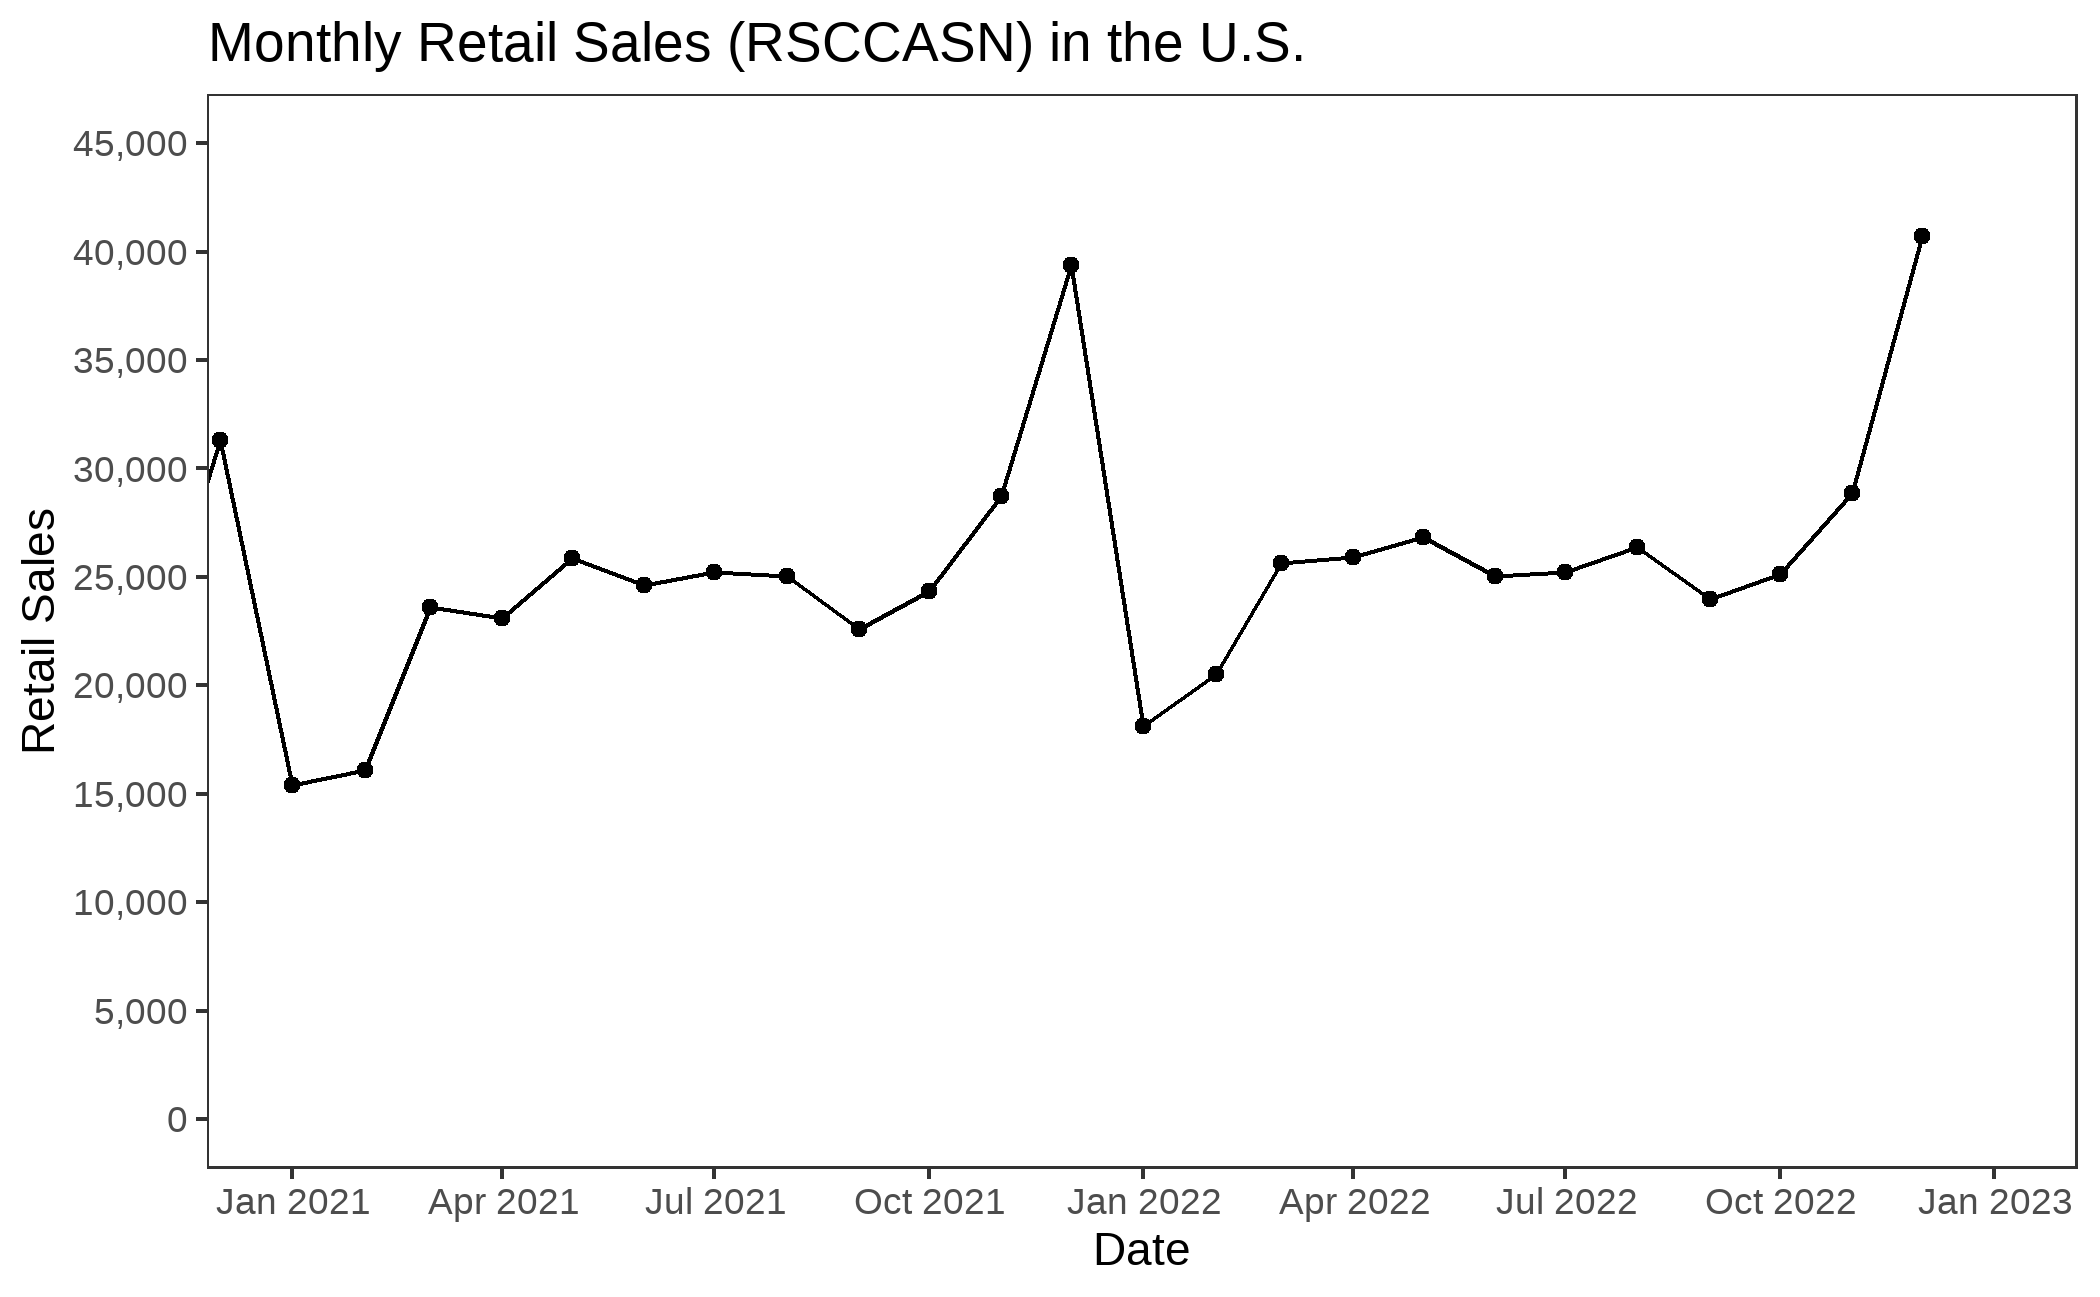 Monthly Retail Sales (RSCCASN) in the U.S.
45,000
40,000
35,000
30,000
25,000
20,000
15,000
10,000
5,000
0
Retail Sales
Jan 2021 Apr 2021 Jul 2021 Oct 2021 Jan 2022 Apr 2022 Jul 2022 Oct 2022 Jan 2023
Date